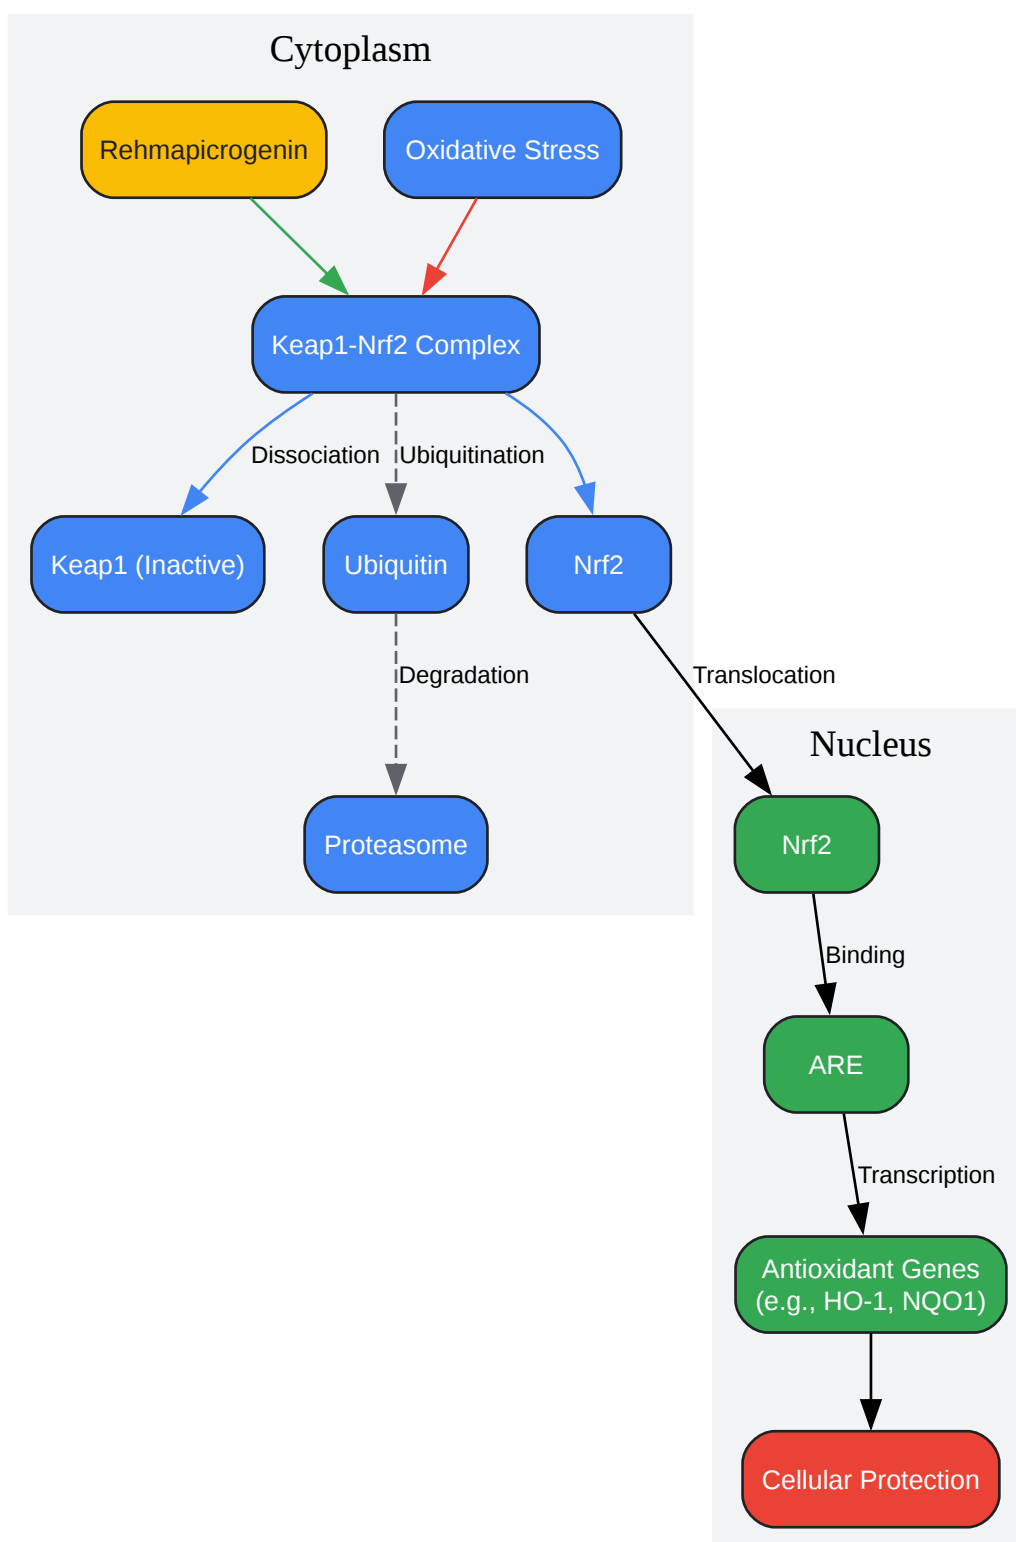 Cytoplasm
Rehmapicrogenin
Oxidative Stress
Keap1-Nrf2 Complex
Dissociation
Ubiquitination
Keap1 (Inactive)
Ubiquitin
Nrf2
Degradation
Translocation
Nucleus
Proteasome
Nrf2
Binding
ARE
Transcription
Antioxidant Genes
(e.g., HO-1, NQO1)
Cellular Protection